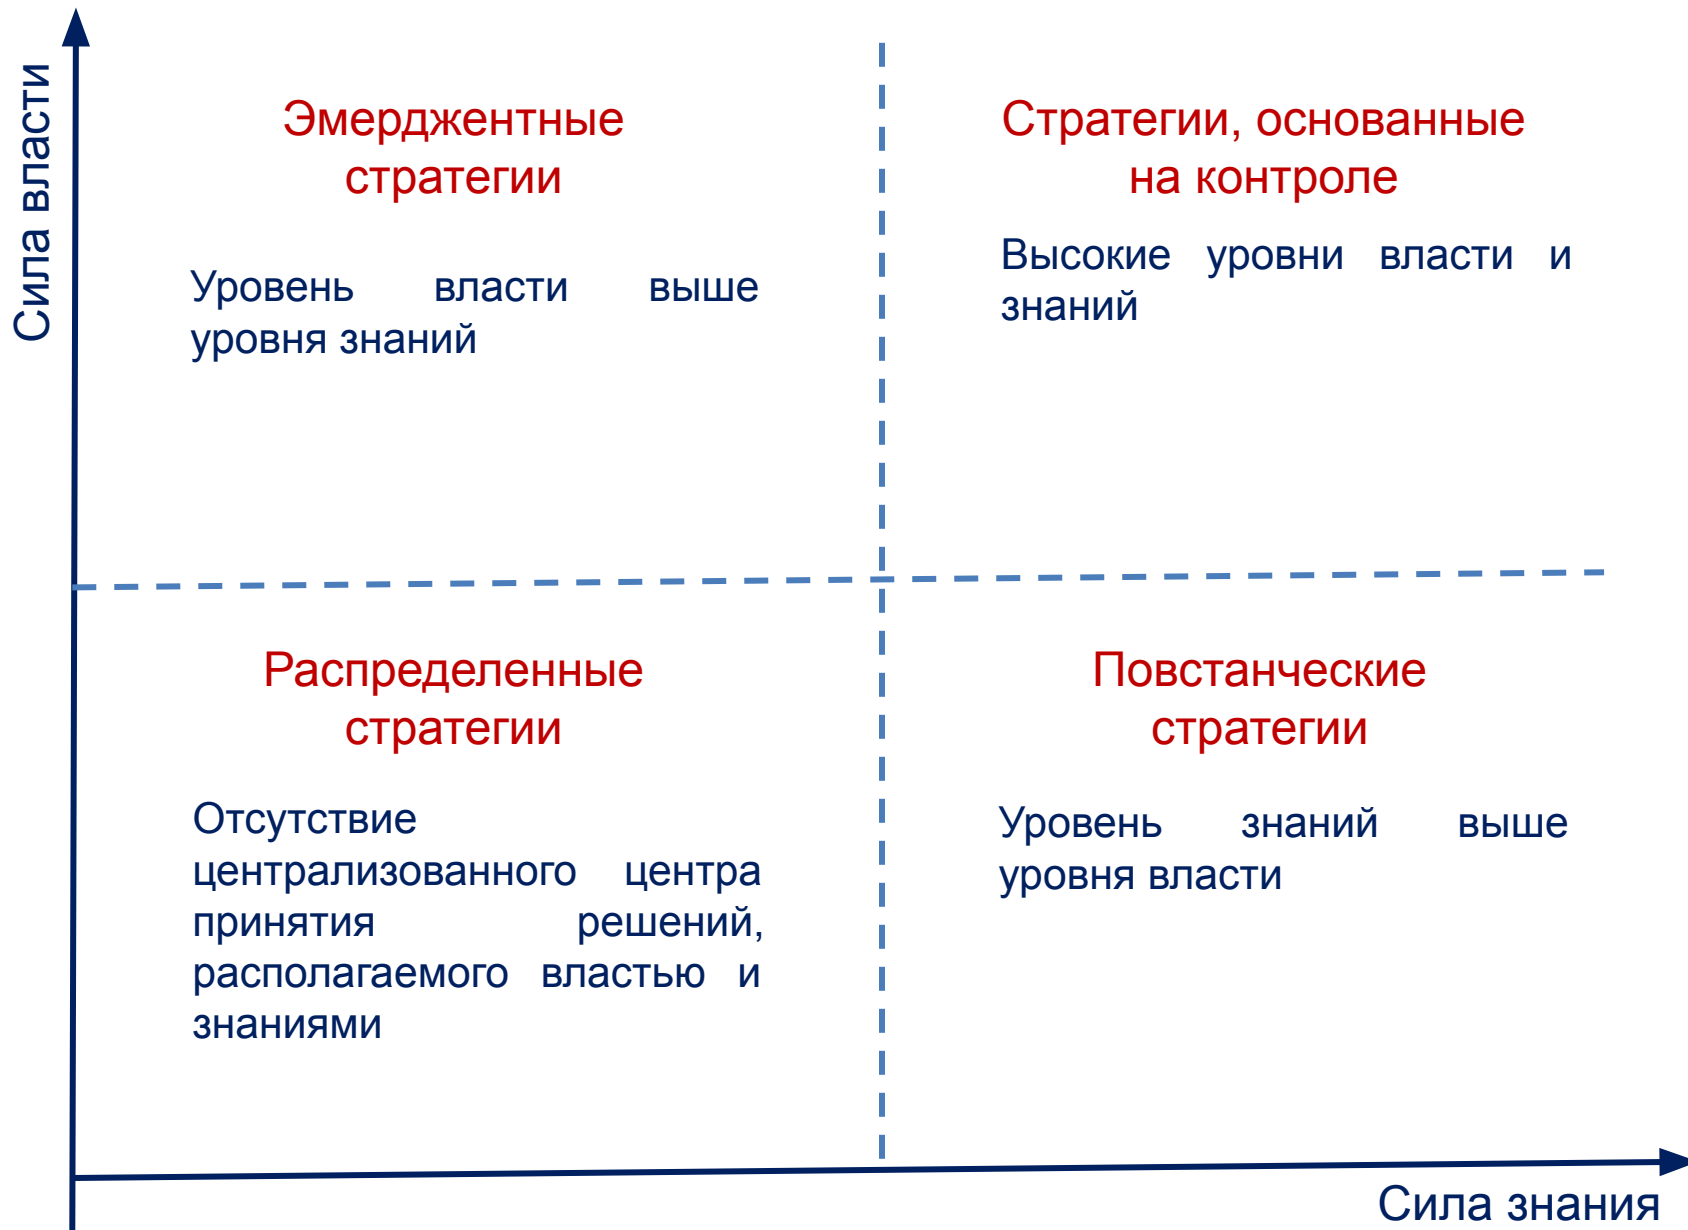 Сила власти
Эмерджентные
стратегии
Уровень власти выше
уровня знаний
Стратегии, основанные
на контроле
Высокие уровни власти и
знаний
Распределенные
стратегии
Отсутствие
централизованного центра
принятия решений,
располагаемого властью и
знаниями
Повстанческие
стратегии
Уровень знаний выше
уровня власти
Сила знания